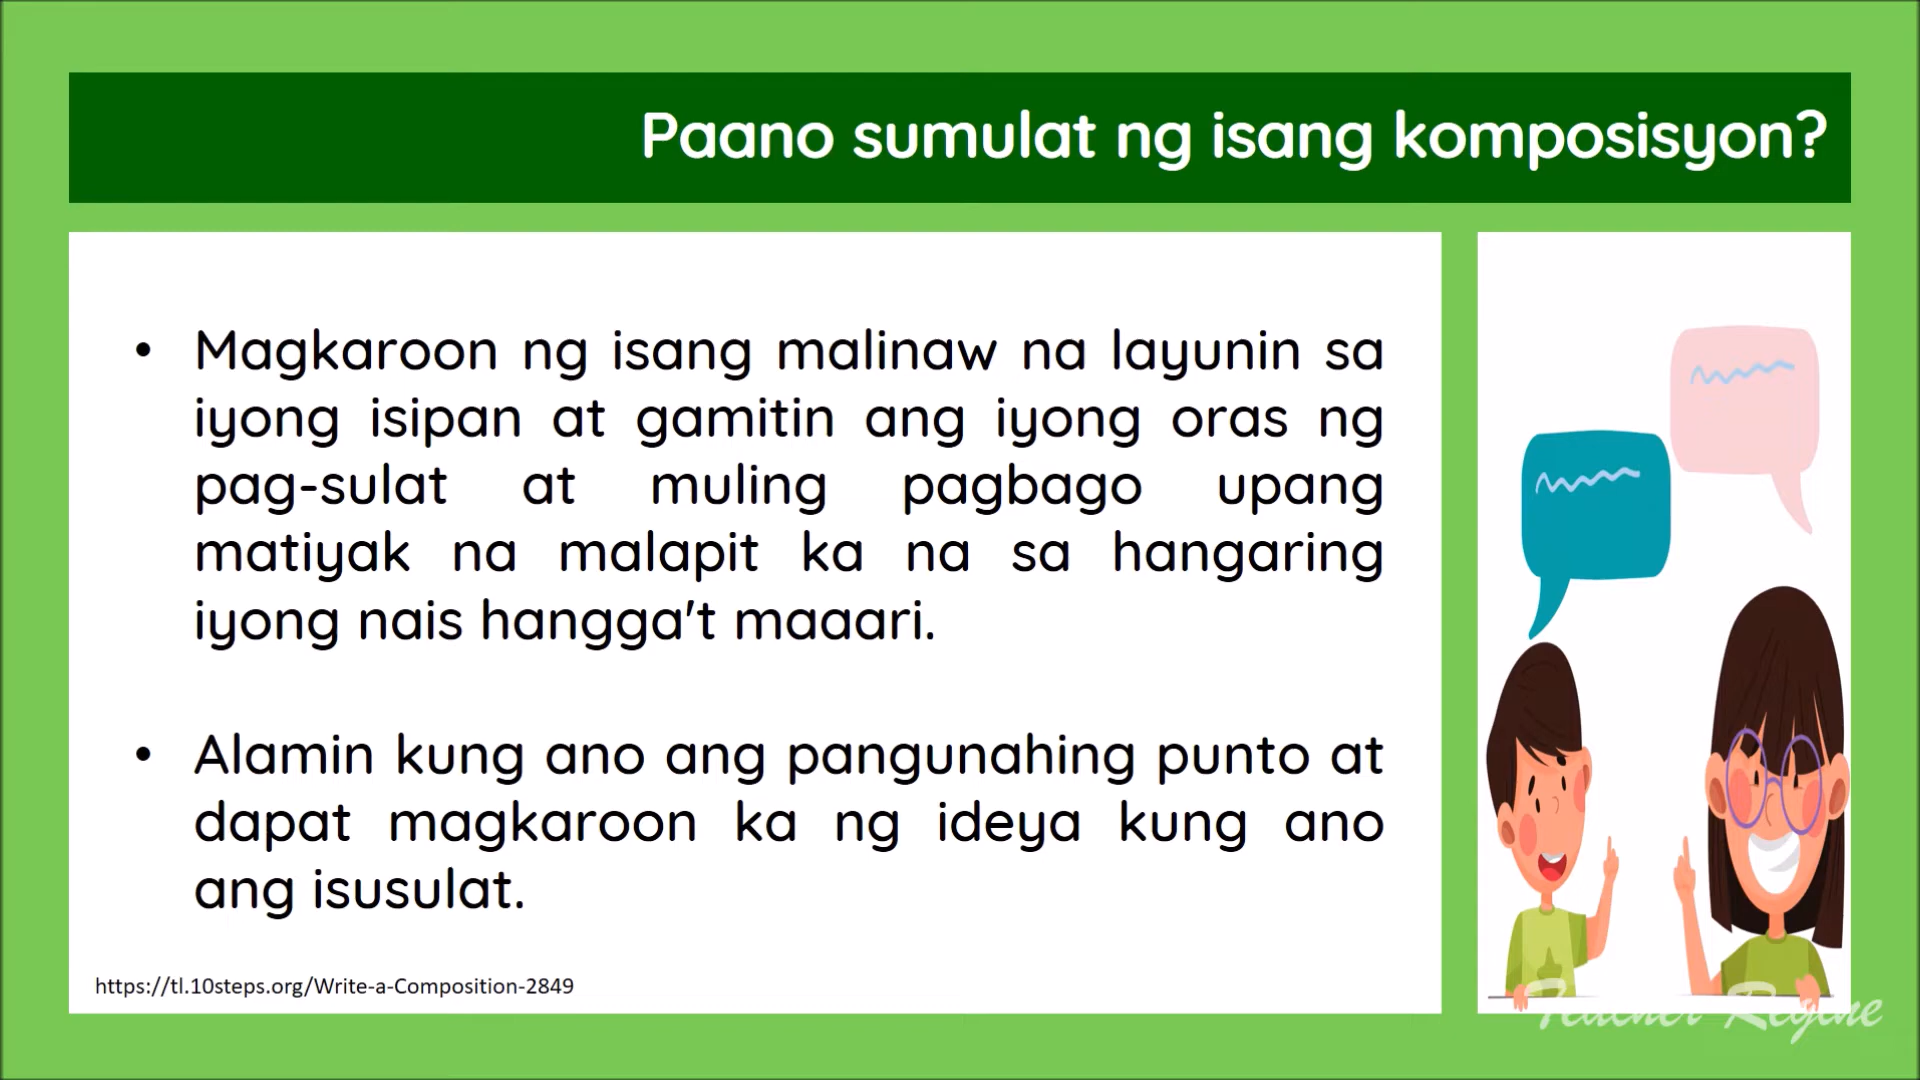 Paano sumulat ng isang komposisyon?
• Magkaroon ng isang malinaw na layunin sa
iyong isipan at gamitin ang iyong oras ng
pag-sulat at muling pagbago upang
matiyak na malapit ka na sa hangaring
iyong nais hangga't maaari.
• Alamin kung ano ang pangunahing punto at
dapat magkaroon ka ng ideya kung ano
ang isusulat.
https://tl.10steps.org/Write-a-Composition-2849
Teacher Regine